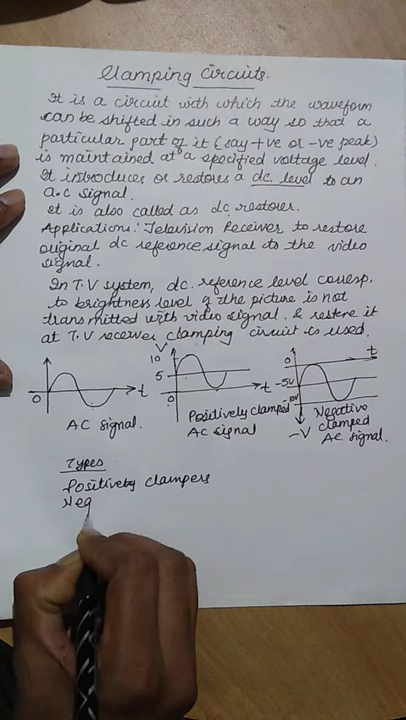 Clamping Circuits.
It is a circuit with which the waveform
can be shifted in such a way so that a
particular part of it (say +ve or -ve peak)
is maintained at a specified voltage level.
It introduces or restores a dc level to an
a.c signal.
It is also called as dc restorer.
Applications: Television Receiver to restore
original dc reference signal to the video
signal.
In T.V system, dc. reference level corresp.
to brightness level of the picture is not
transmitted with video signal. & restore it
at T.V receiver clamping circuit is used.
0 t
AC signal.
V
10
5
0
t
Positively clamped
AC signal
t
0
-5V
-10V
-V
Negative
clamped
AC signal.
Types
Positively clampers
Neg